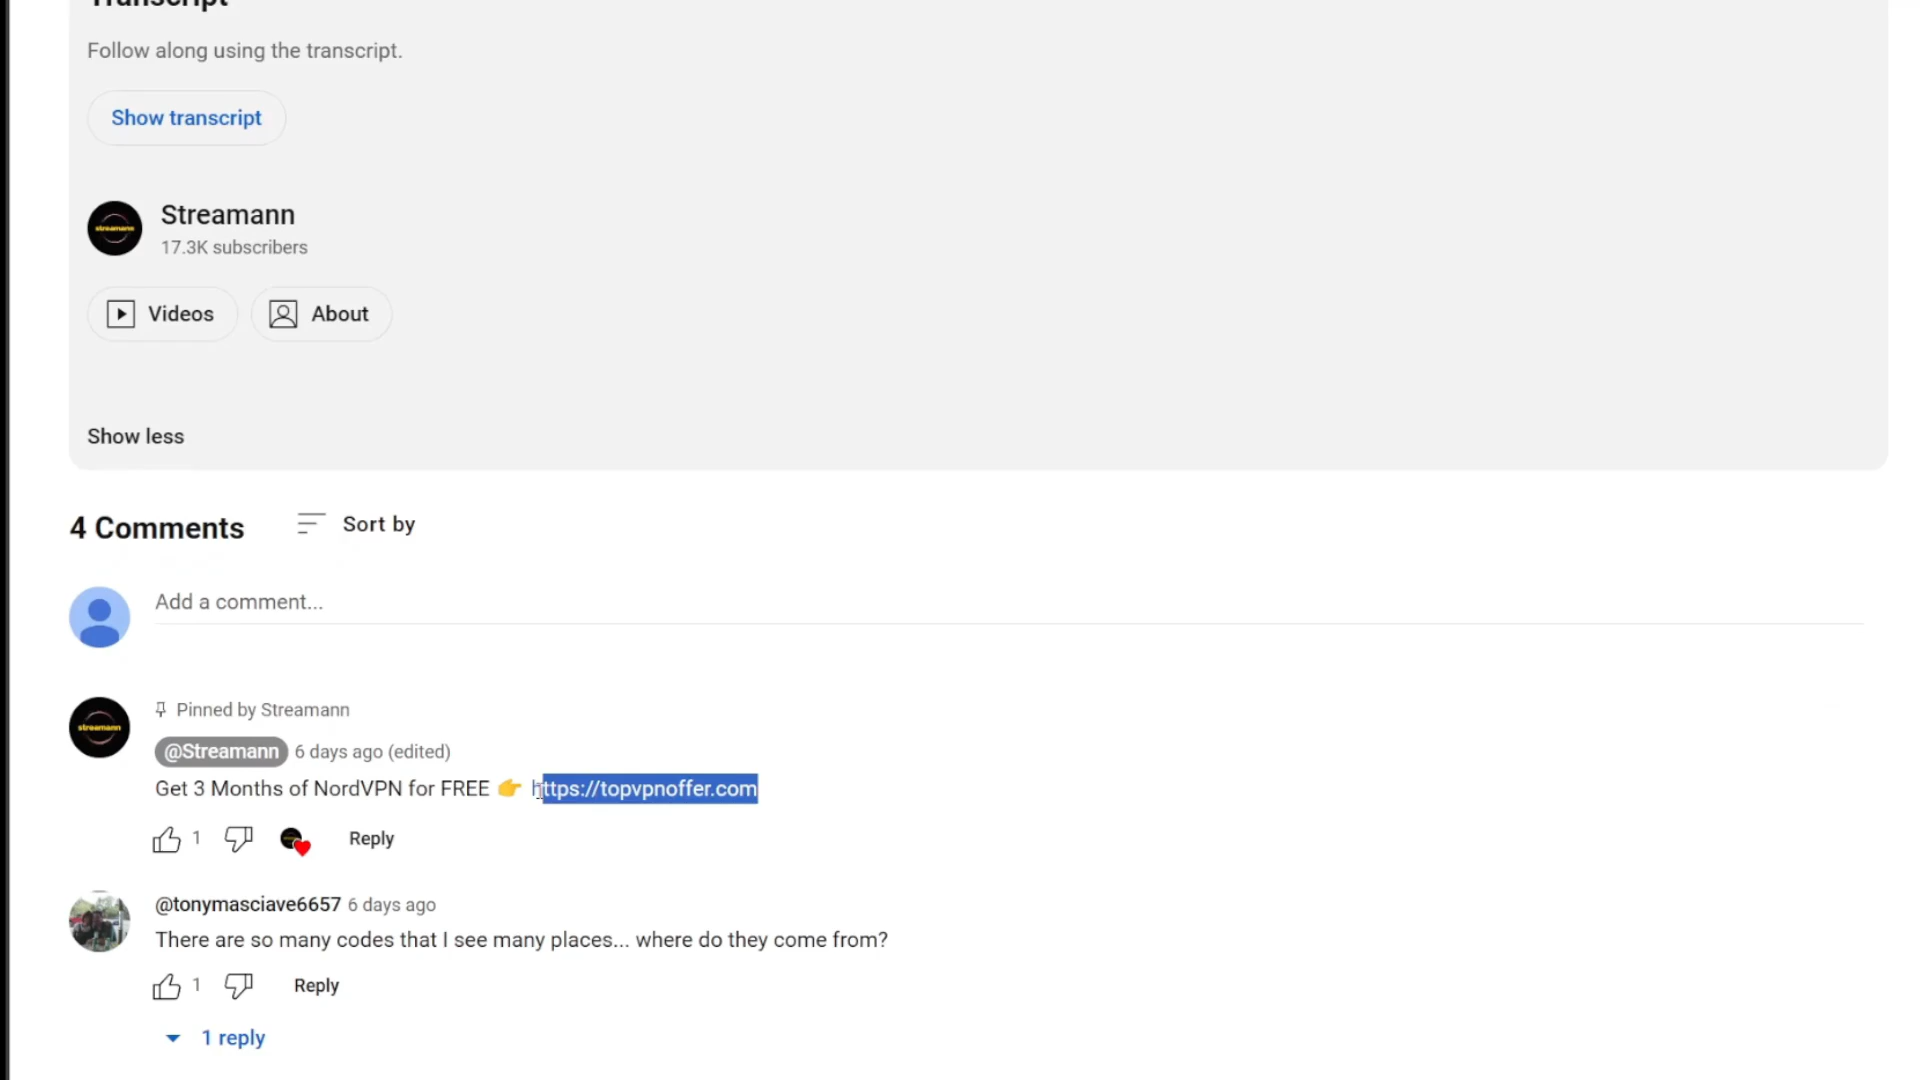 Transcript
Follow along using the transcript.
Show transcript
streamann
Streamann
17.3K subscribers
Videos
About
Show less
4 Comments
Sort by
Add a comment...
streamann
Pinned by Streamann
@Streamann 6 days ago (edited)
Get 3 Months of NordVPN for FREE 👉 https://topvpnoffer.com
1
Reply
@tonymasciave6657 6 days ago
There are so many codes that I see many places... where do they come from?
1
Reply
1 reply